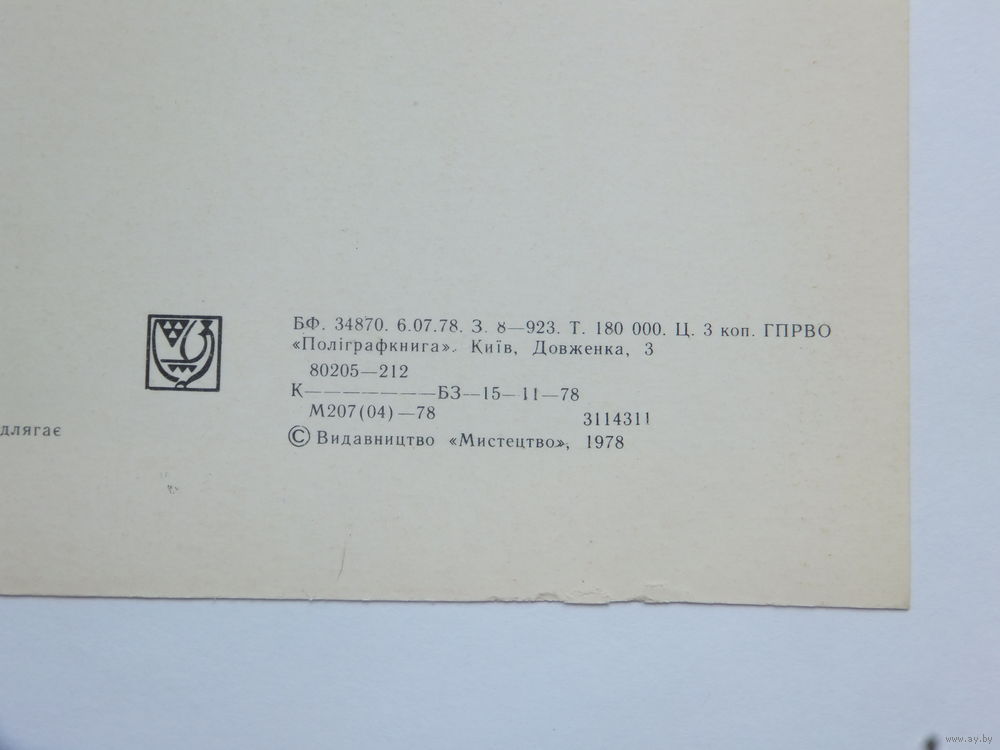 БФ. 34870. 6.07.78. З. 8—923. Т. 180 000. Ц. 3 коп. ГПРВО
«Поліграфкнига». Київ, Довженка, 3
80205—212
К————————БЗ—15—11—78
М207(04)—78
3114311
длягає
© Видавництво «Мистецтво», 1978
www.ay.by